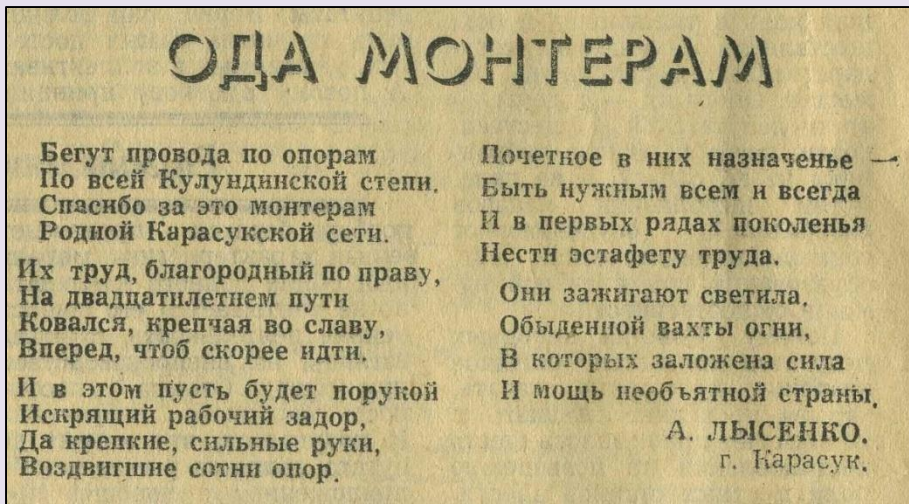 ОДА МОНТЕРАМ
Бегут провода по опорам
По всей Кулундинской степи.
Спасибо за это монтерам
Родной Карасукской сети.
Их труд, благородный по праву,
На двадцатилетнем пути
Ковался, крепчая во славу,
Вперед, чтоб скорее идти.
И в этом пусть будет порукой
Искрящий рабочий задор,
Да крепкие, сильные руки,
Воздвигшие сотни опор.
Почетное в них назначенье —
Быть нужным всем и всегда
И в первых рядах поколенья
Нести эстафету труда.
Они зажигают светила,
Обыденной вахты огни,
В которых заложена сила
И мощь необъятной страны.
А. ЛЫСЕНКО.
г. Карасук.